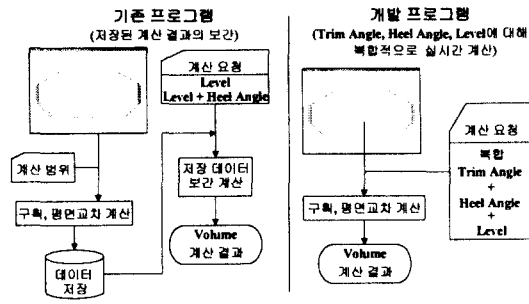 기존 프로그램
(저장된 계산 결과의 보간)
계산 요청
Level
Level + Heel Angle
계산 범위
구획, 평면교차 계산
데이터
저장
저장 데이터
보간 계산
Volume
계산 결과
개발 프로그램
(Trim Angle, Heel Angle, Level에 대해
복합적으로 실시간 계산)
계산 요청
복합
Trim Angle
+
Heel Angle
+
Level
구획, 평면교차 계산
Volume
계산 결과